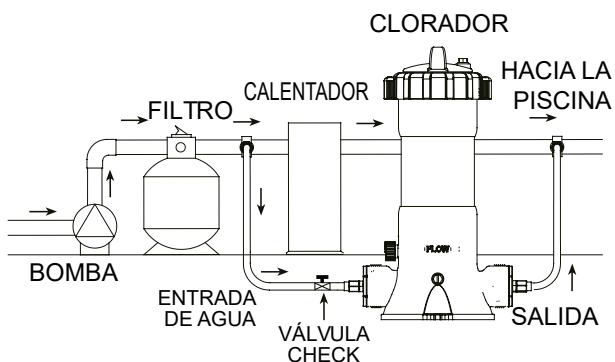 CLORADOR
HACIA LA
PISCINA
CALENTADOR
FILTRO
FLOW
BOMBA
ENTRADA
DE AGUA
VÁLVULA
CHECK
SALIDA